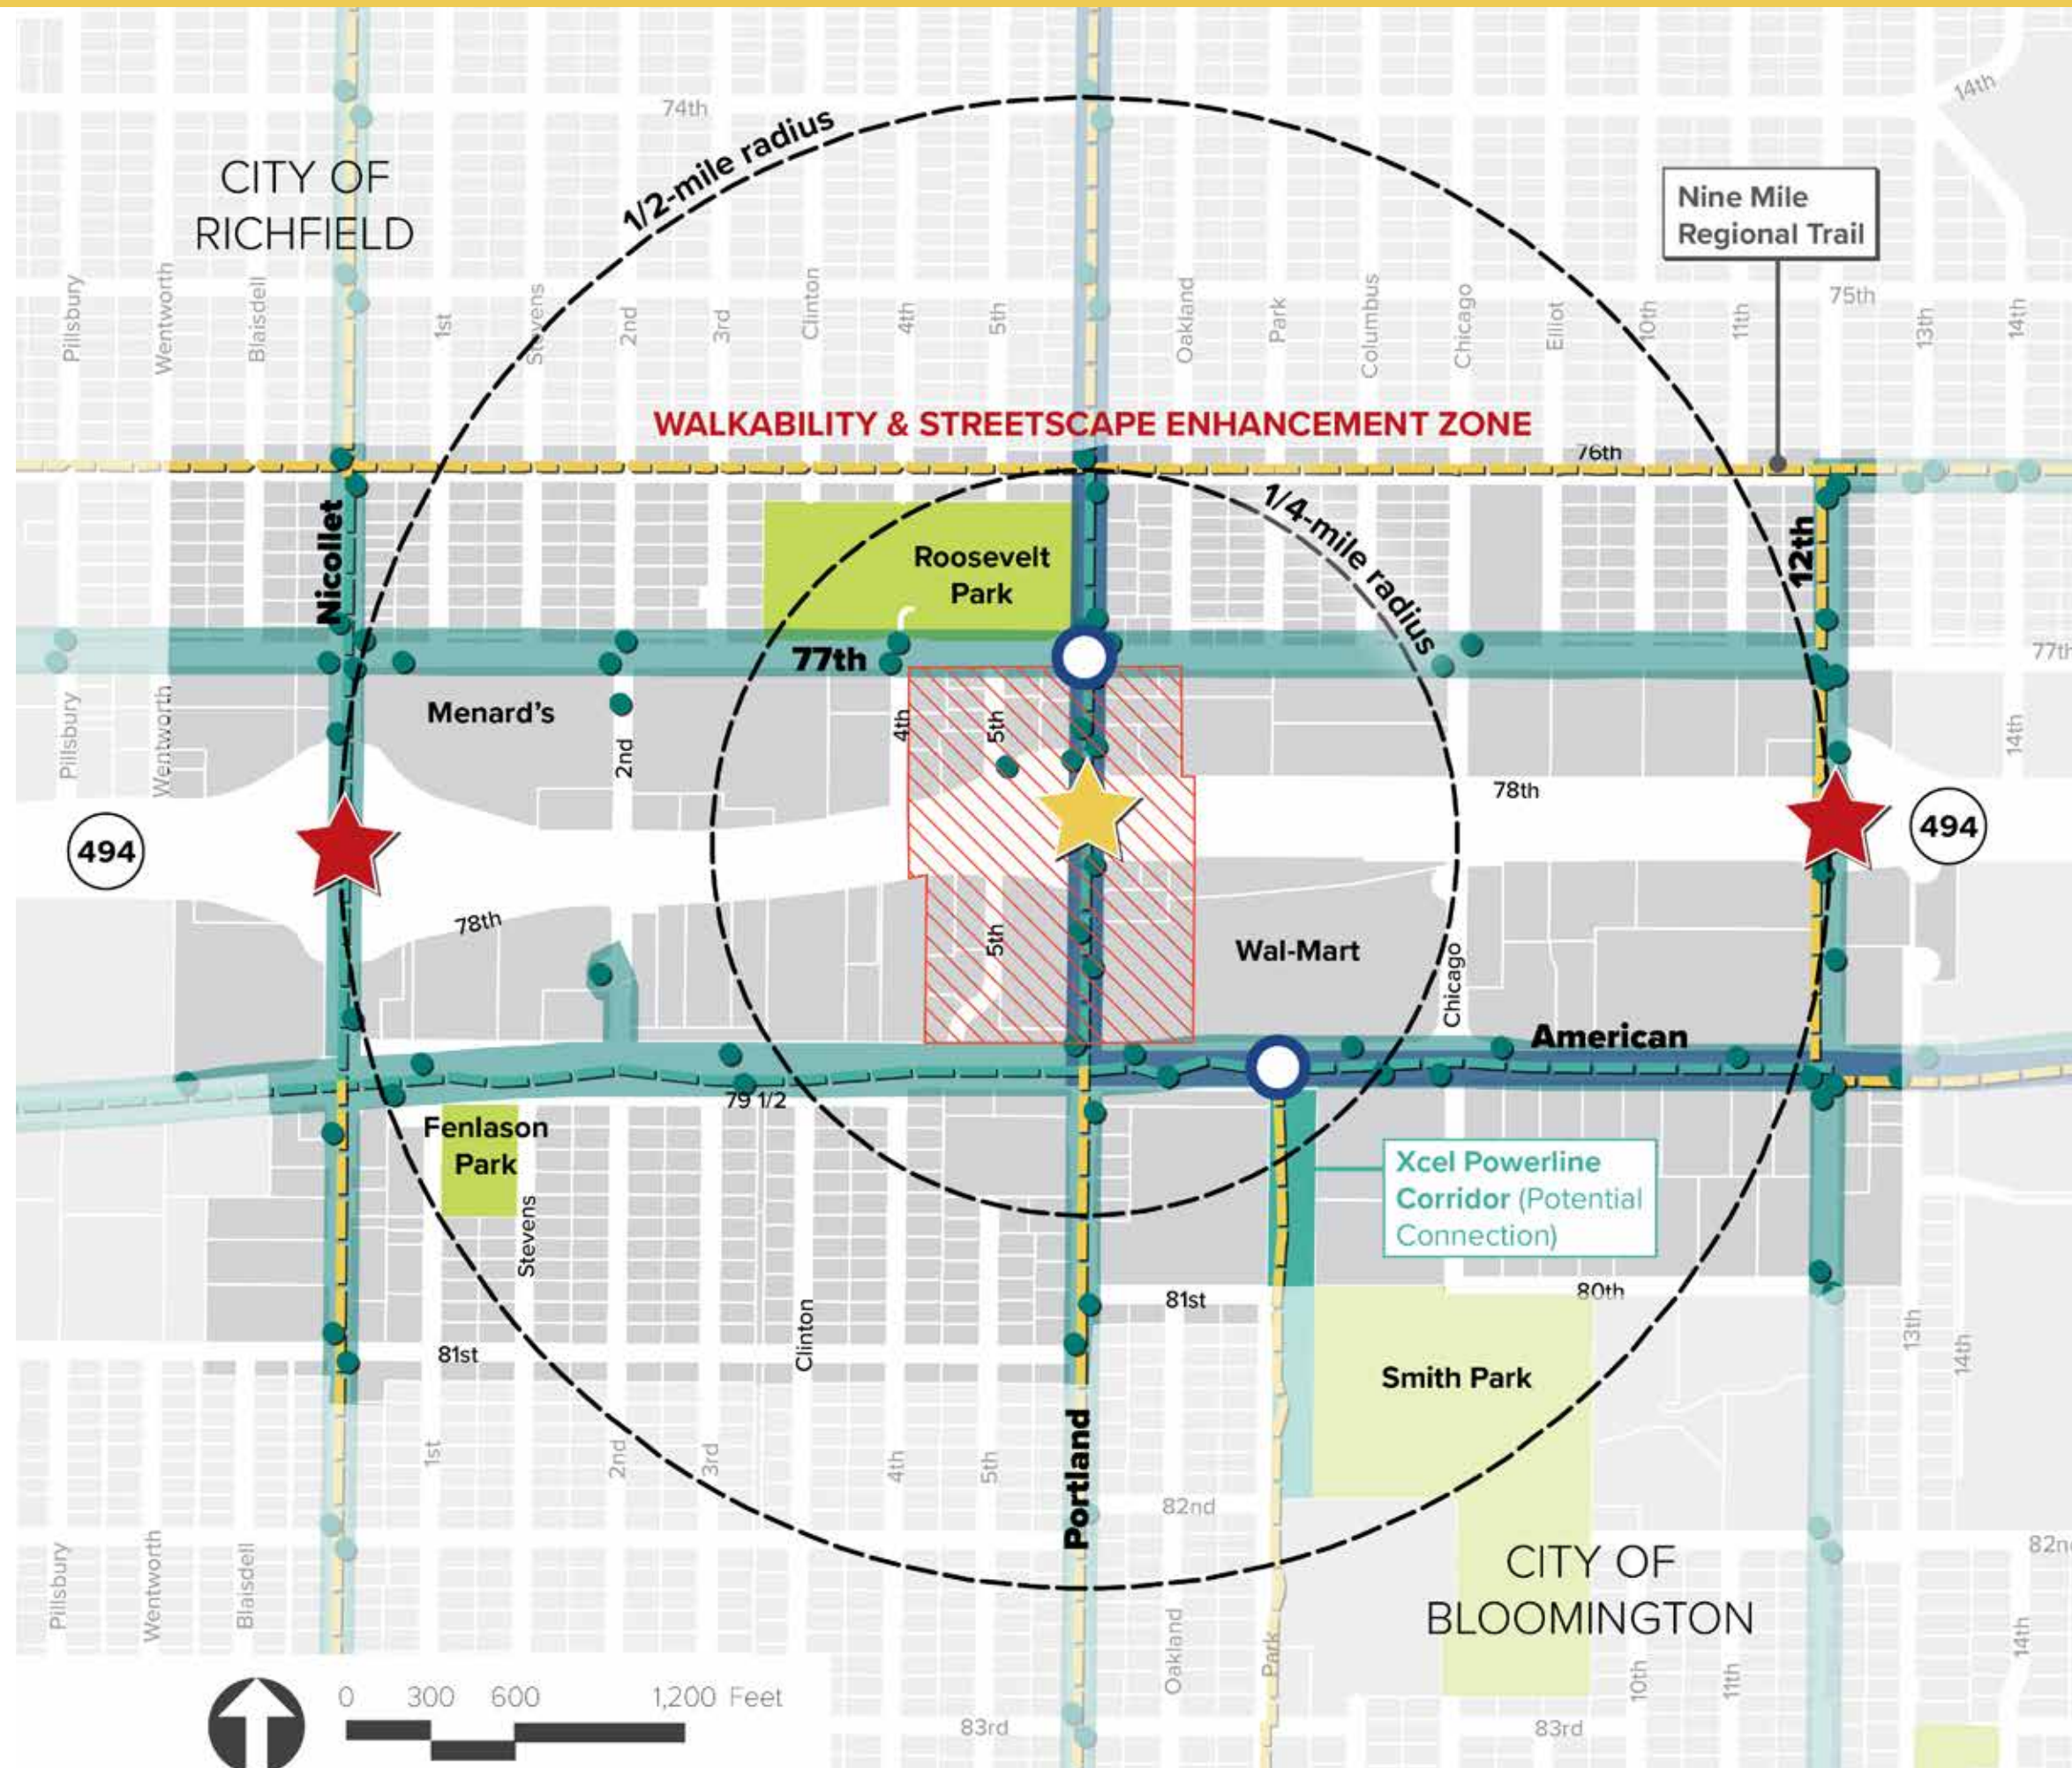 74th
14th
1/2-mile radius
CITY OF
RICHFIELD
Nine Mile
Regional Trail
75th
Pillsbury
Wentworth
Blaisdell
1st
Stevens
2nd
3rd
Clinton
4th
5th
Oakland
Park
Columbus
Chicago
Elliot
10th
11th
13th
14th
WALKABILITY & STREETSCAPE ENHANCEMENT ZONE
76th
1/4-mile radius
Nicollet
Roosevelt
Park
12th
77th
77th
Menard's
Pillsbury
Wentworth
2nd
4th
5th
14th
78th
494
494
78th
5th
Wal-Mart
Chicago
American
79 1/2
Fenlason
Park
Stevens
Xcel Powerline
Corridor (Potential
Connection)
81st
80th
81st
Clinton
Smith Park
13th
14th
1st
2nd
3rd
4th
5th
Portland
82nd
82nd
CITY OF
BLOOMINGTON
Pillsbury
Wentworth
Blaisdell
Oakland
Park
10th
11th
14th
0 300 600 1,200 Feet
83rd
83rd